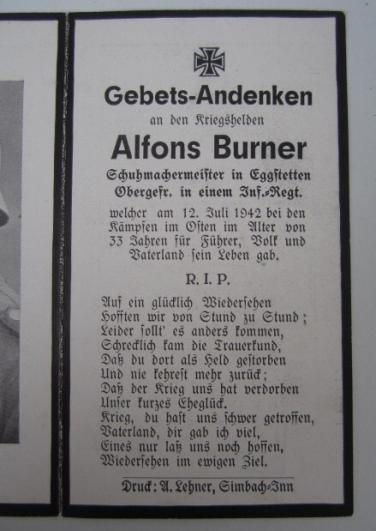 Gebets-Andenken
an den Kriegshelden
Alfons Burner
Schuhmachermeister in Eggstetten
Obergefr. in einem Inf.-Regt.
welcher am 12. Juli 1942 bei den
Kämpfen im Osten im Alter von
33 Jahren für Führer, Volk und
Vaterland sein Leben gab.
R. I. P.
Auf ein glücklich Wiedersehen
Hofften wir von Stund zu Stund;
Leider sollt' es anders kommen,
Schrecklich kam die Trauerkund,
Daß du dort als Held gestorben
Und nie kehrest mehr zurück;
Daß der Krieg uns hat verdorben
Unser kurzes Eheglück.
Krieg, du hast uns schwer getroffen,
Vaterland, dir gab ich viel,
Eines nur laß uns noch hoffen,
Wiedersehen im ewigen Ziel.
Druck: A. Lehner, Simbach-Inn